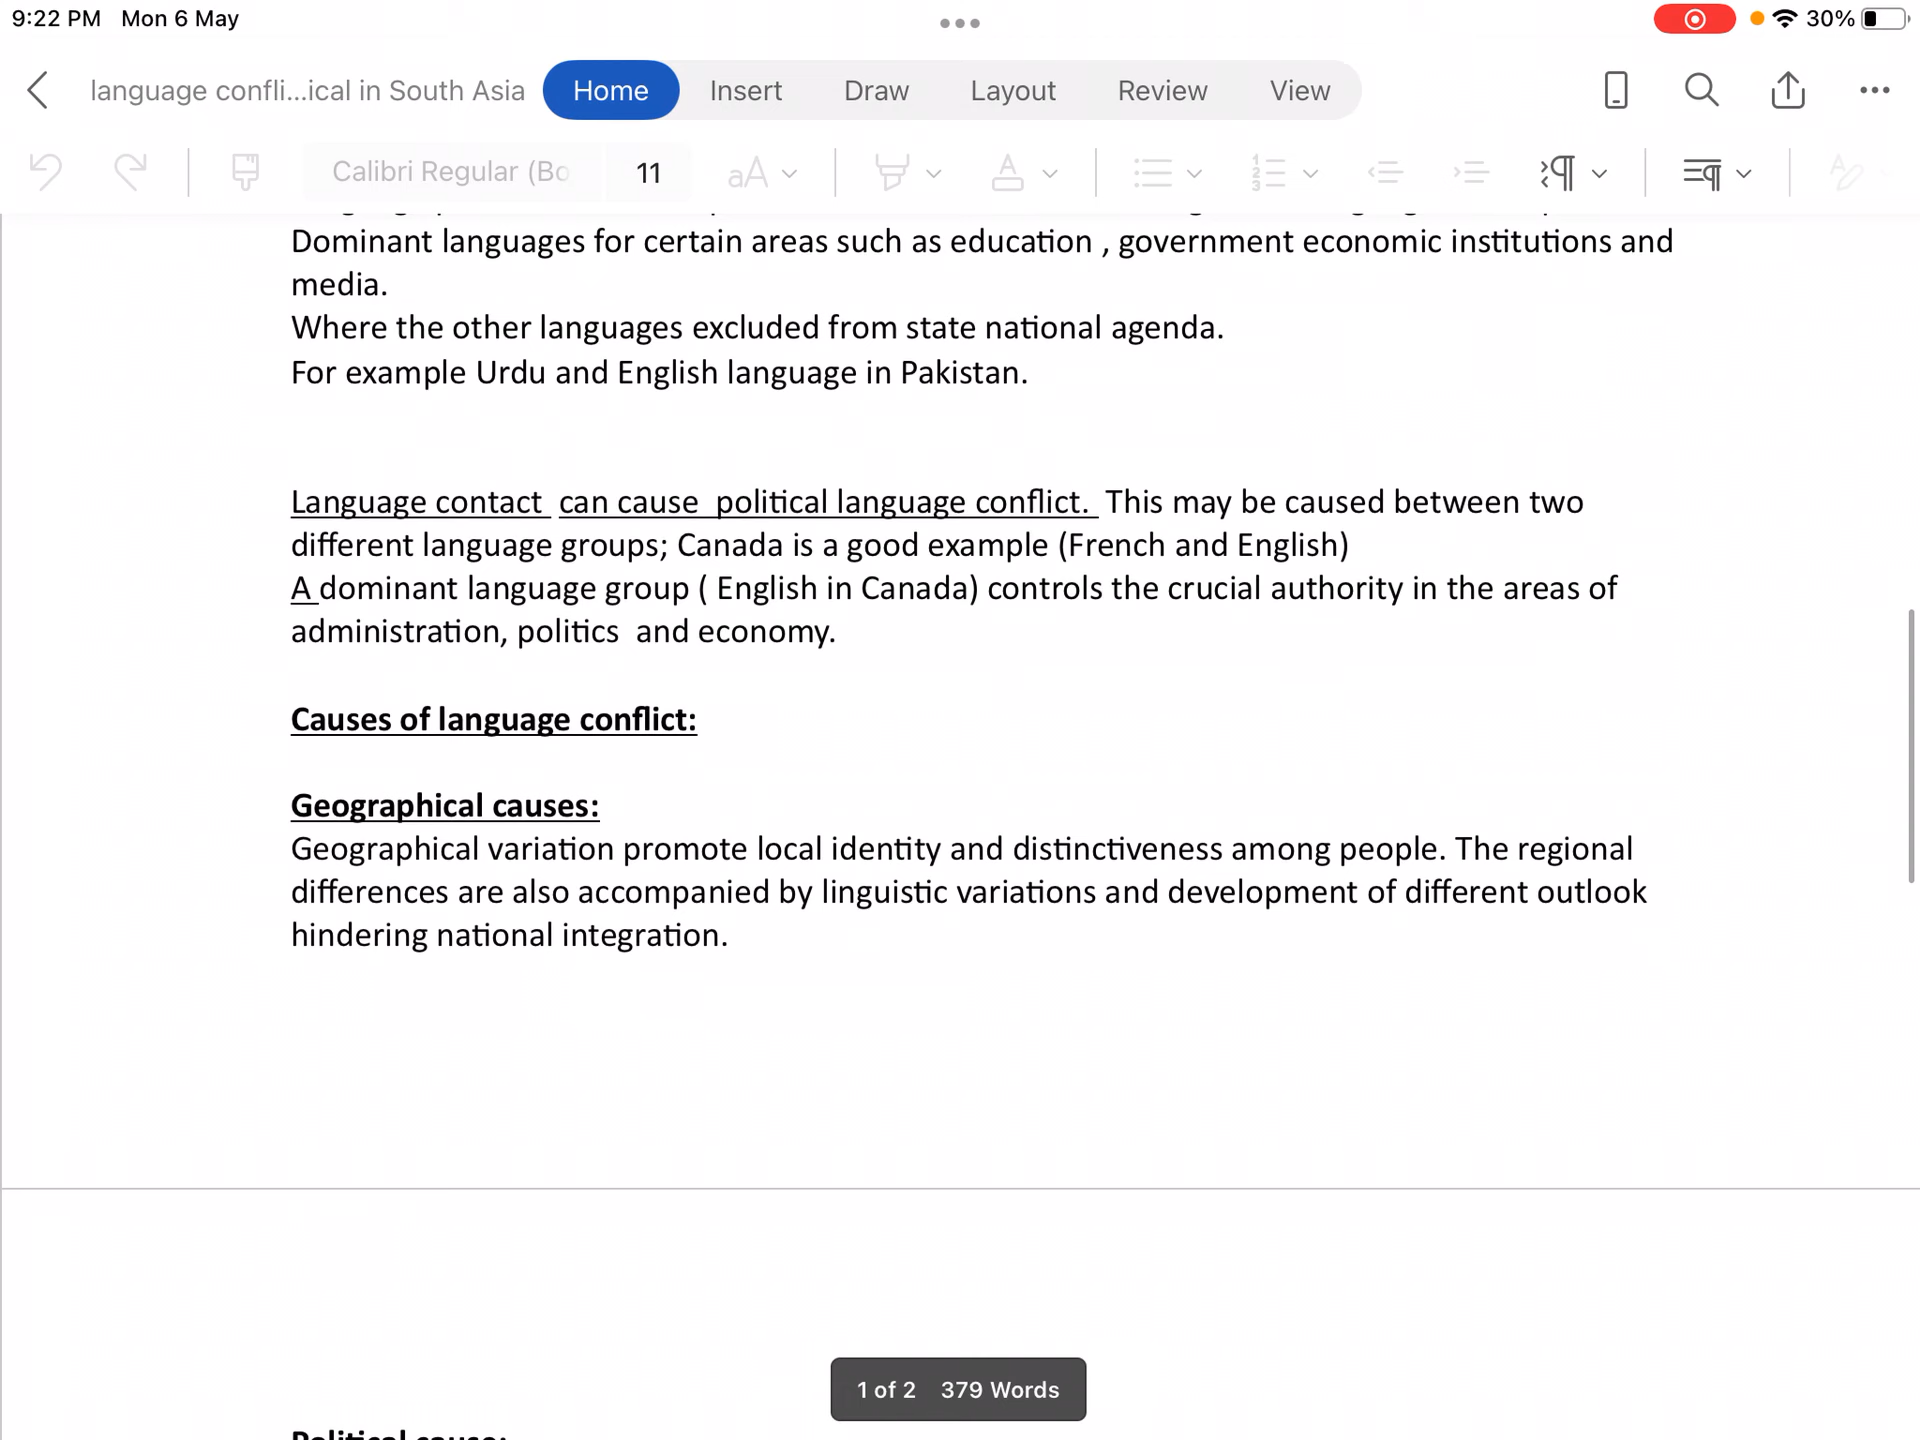 9:22 PM Mon 6 May
30%
language confli...ical in South Asia Home Insert Draw Layout Review View
Calibri Regular (Bo 11 aA
Dominant languages for certain areas such as education , government economic institutions and
media.
Where the other languages excluded from state national agenda.
For example Urdu and English language in Pakistan.
Language contact can cause political language conflict. This may be caused between two
different language groups; Canada is a good example (French and English)
A dominant language group ( English in Canada) controls the crucial authority in the areas of
administration, politics and economy.
Causes of language conflict:
Geographical causes:
Geographical variation promote local identity and distinctiveness among people. The regional
differences are also accompanied by linguistic variations and development of different outlook
hindering national integration.
1 of 2 379 Words
Political cause: